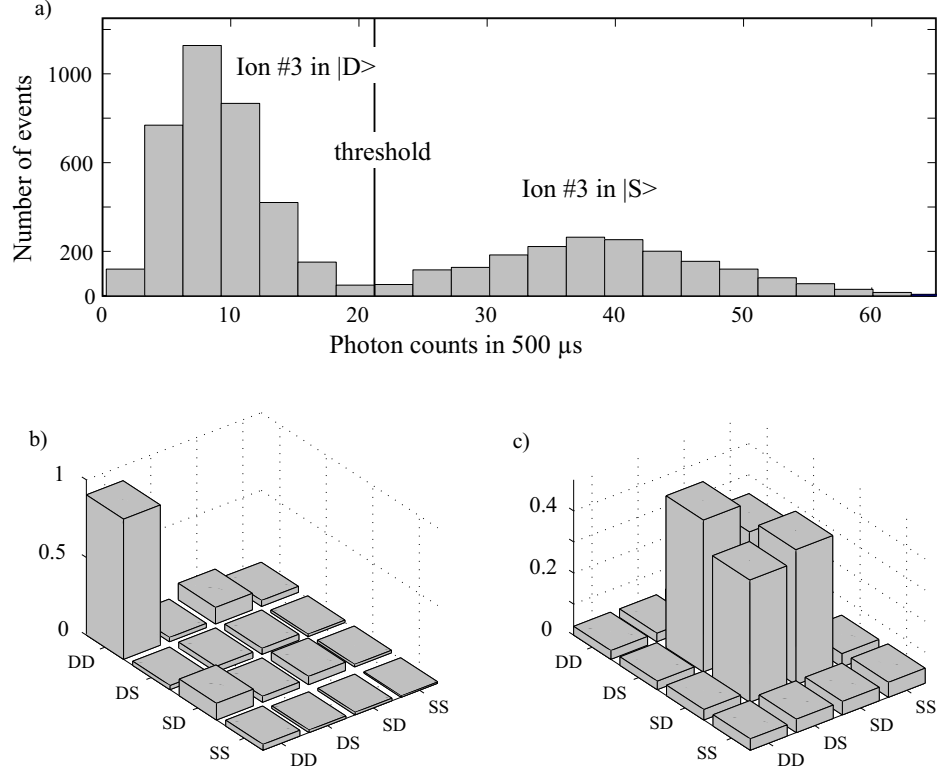 a)
Number of events
1000
600
200
0
Ion #3 in |D>
threshold
Ion #3 in |S>
0 10 20 30 40 50 60
Photon counts in 500 µs
b)
1
0.5
0
DD
DS
SD
SS
DD
DS
SD
SS
c)
0.4
0.2
0
DD
DS
SD
SS
DD
DS
SD
SS